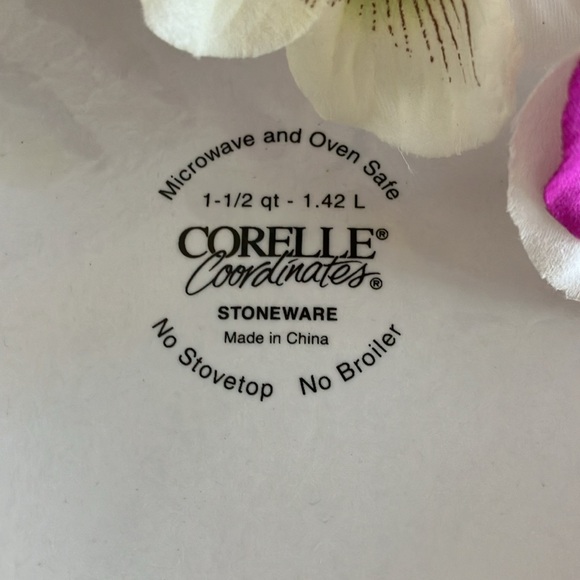 Microwave and Oven Safe
1-1/2 qt - 1.42 L
CORELLE®
Coordinates®
STONEWARE
Made in China
No Stovetop No Broiler